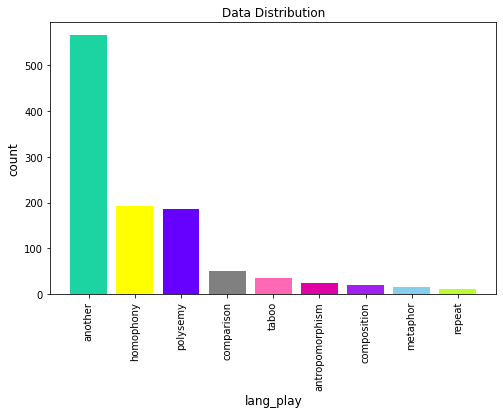 Data Distribution
count
500
400
300
200
100
0
another
homophony
polysemy
comparison
taboo
antropomorphism
composition
metaphor
repeat
lang_play